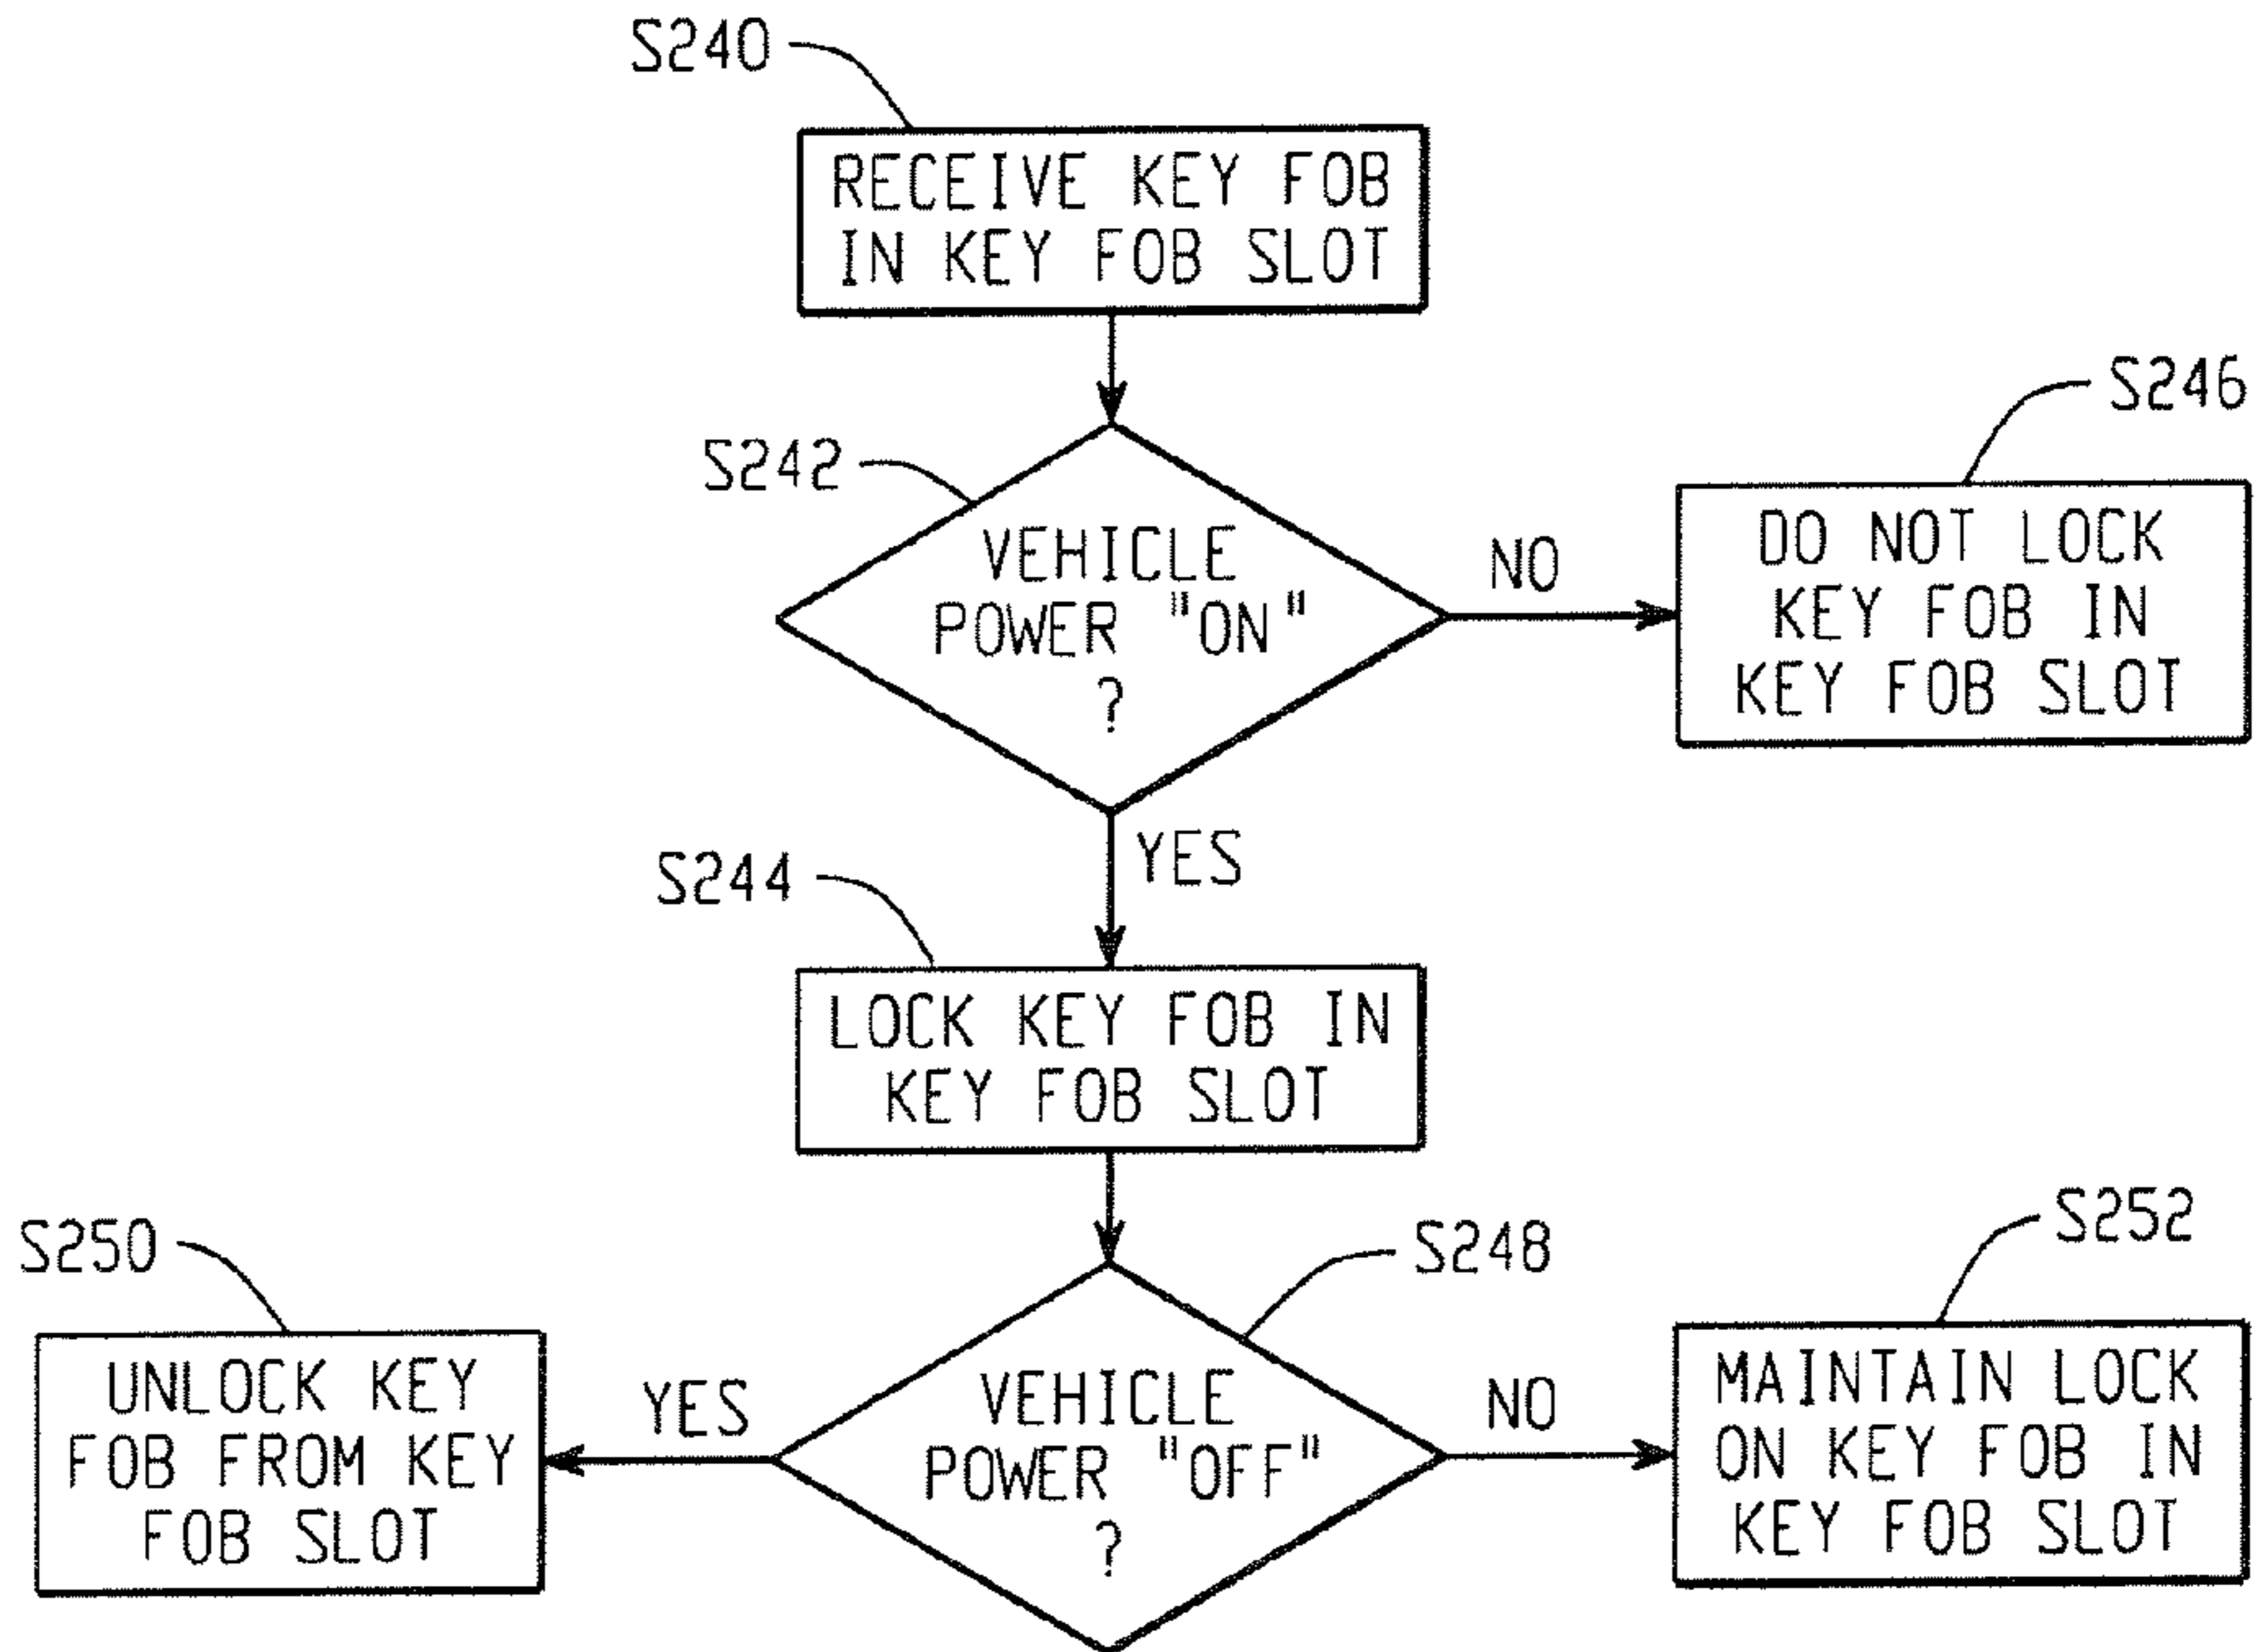 S240
RECEIVE KEY FOB
IN KEY FOB SLOT
S242
VEHICLE
POWER "ON"
?
NO
S246
DO NOT LOCK
KEY FOB IN
KEY FOB SLOT
YES
S244
LOCK KEY FOB IN
KEY FOB SLOT
S248
VEHICLE
POWER "OFF"
?
YES
S250
UNLOCK KEY
FOB FROM KEY
FOB SLOT
NO
S252
MAINTAIN LOCK
ON KEY FOB IN
KEY FOB SLOT